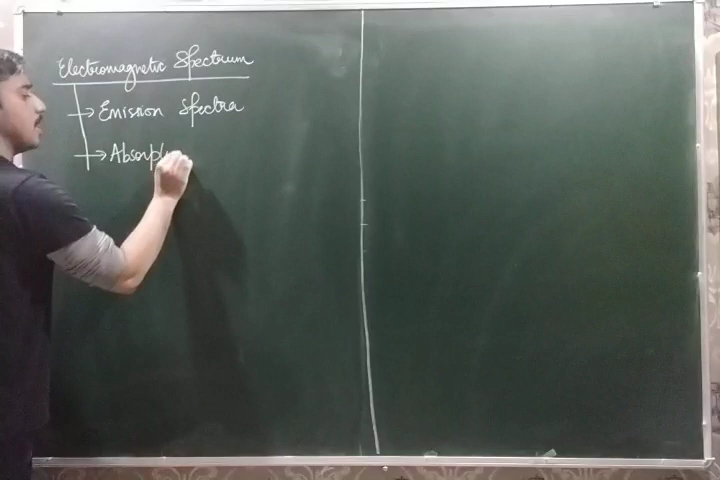 Electromagnetic Spectrum
→ Emission Spectra
→ Absorpt